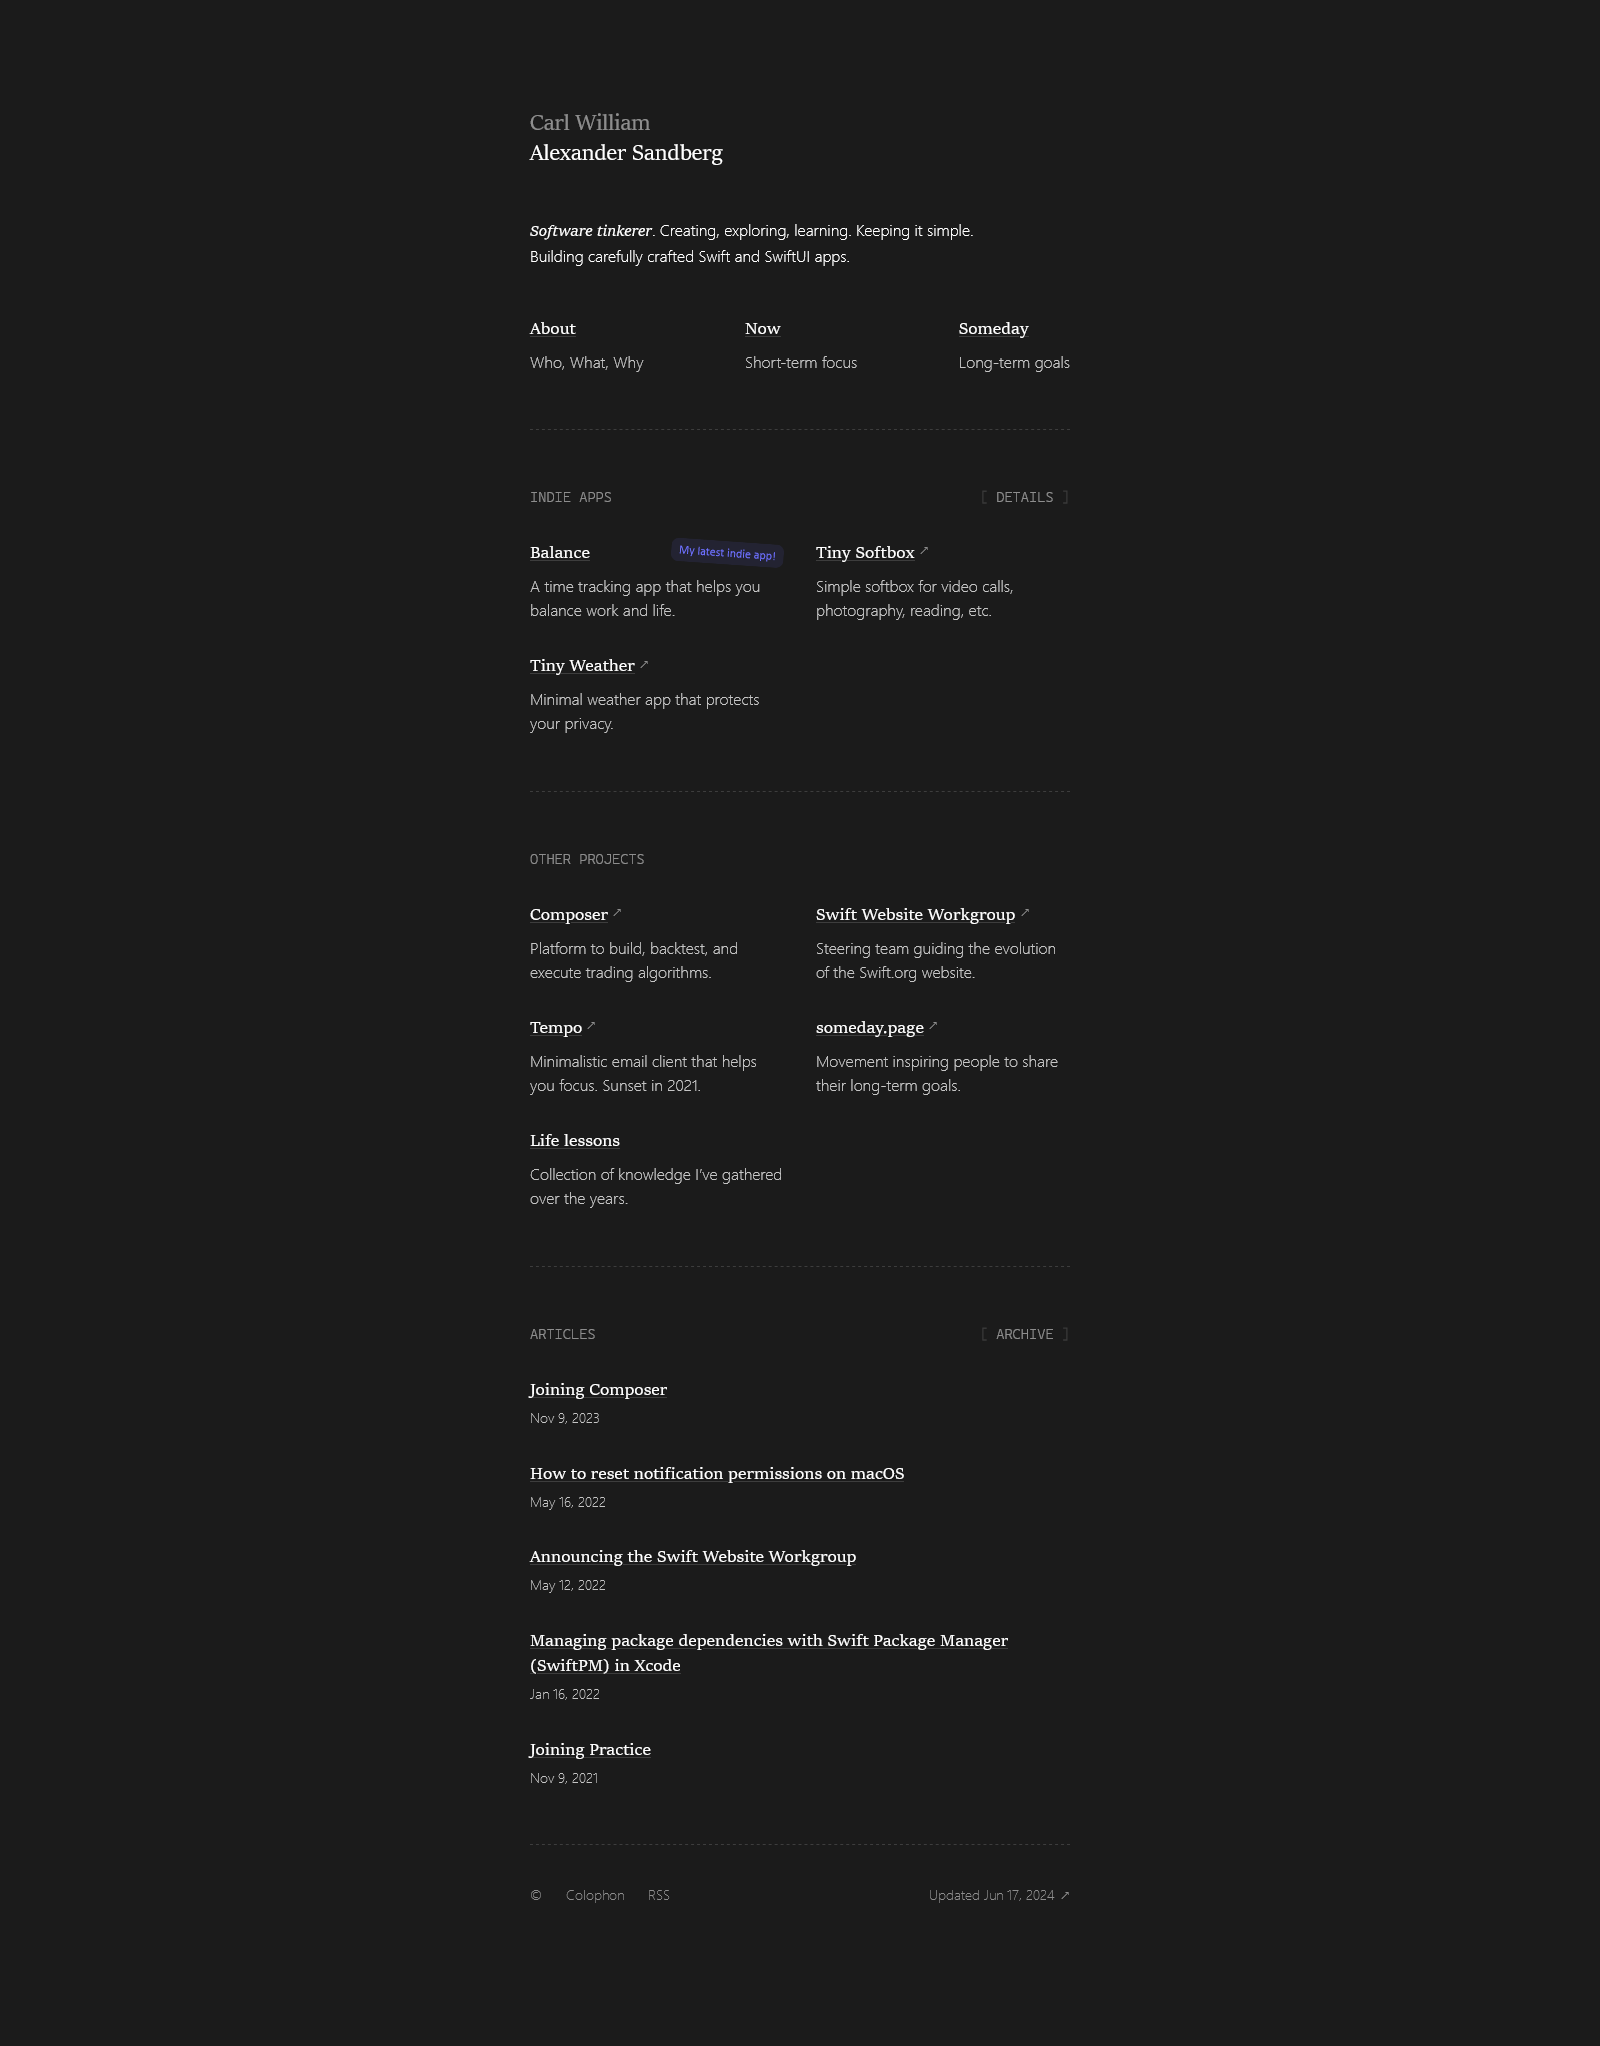 Carl William
Alexander Sandberg
Software tinkerer. Creating, exploring, learning. Keeping it simple.
Building carefully crafted Swift and SwiftUI apps.
About
Who, What, Why
Now
Short-term focus
Someday
Long-term goals
INDIE APPS
[ DETAILS ]
Balance
My latest indie app!
A time tracking app that helps you
balance work and life.
Tiny Softbox ↗
Simple softbox for video calls,
photography, reading, etc.
Tiny Weather ↗
Minimal weather app that protects
your privacy.
OTHER PROJECTS
Composer ↗
Platform to build, backtest, and
execute trading algorithms.
Swift Website Workgroup ↗
Steering team guiding the evolution
of the Swift.org website.
Tempo ↗
Minimalistic email client that helps
you focus. Sunset in 2021.
someday.page ↗
Movement inspiring people to share
their long-term goals.
Life lessons
Collection of knowledge I’ve gathered
over the years.
ARTICLES
[ ARCHIVE ]
Joining Composer
Nov 9, 2023
How to reset notification permissions on macOS
May 16, 2022
Announcing the Swift Website Workgroup
May 12, 2022
Managing package dependencies with Swift Package Manager
(SwiftPM) in Xcode
Jan 16, 2022
Joining Practice
Nov 9, 2021
© Colophon RSS
Updated Jun 17, 2024 ↗